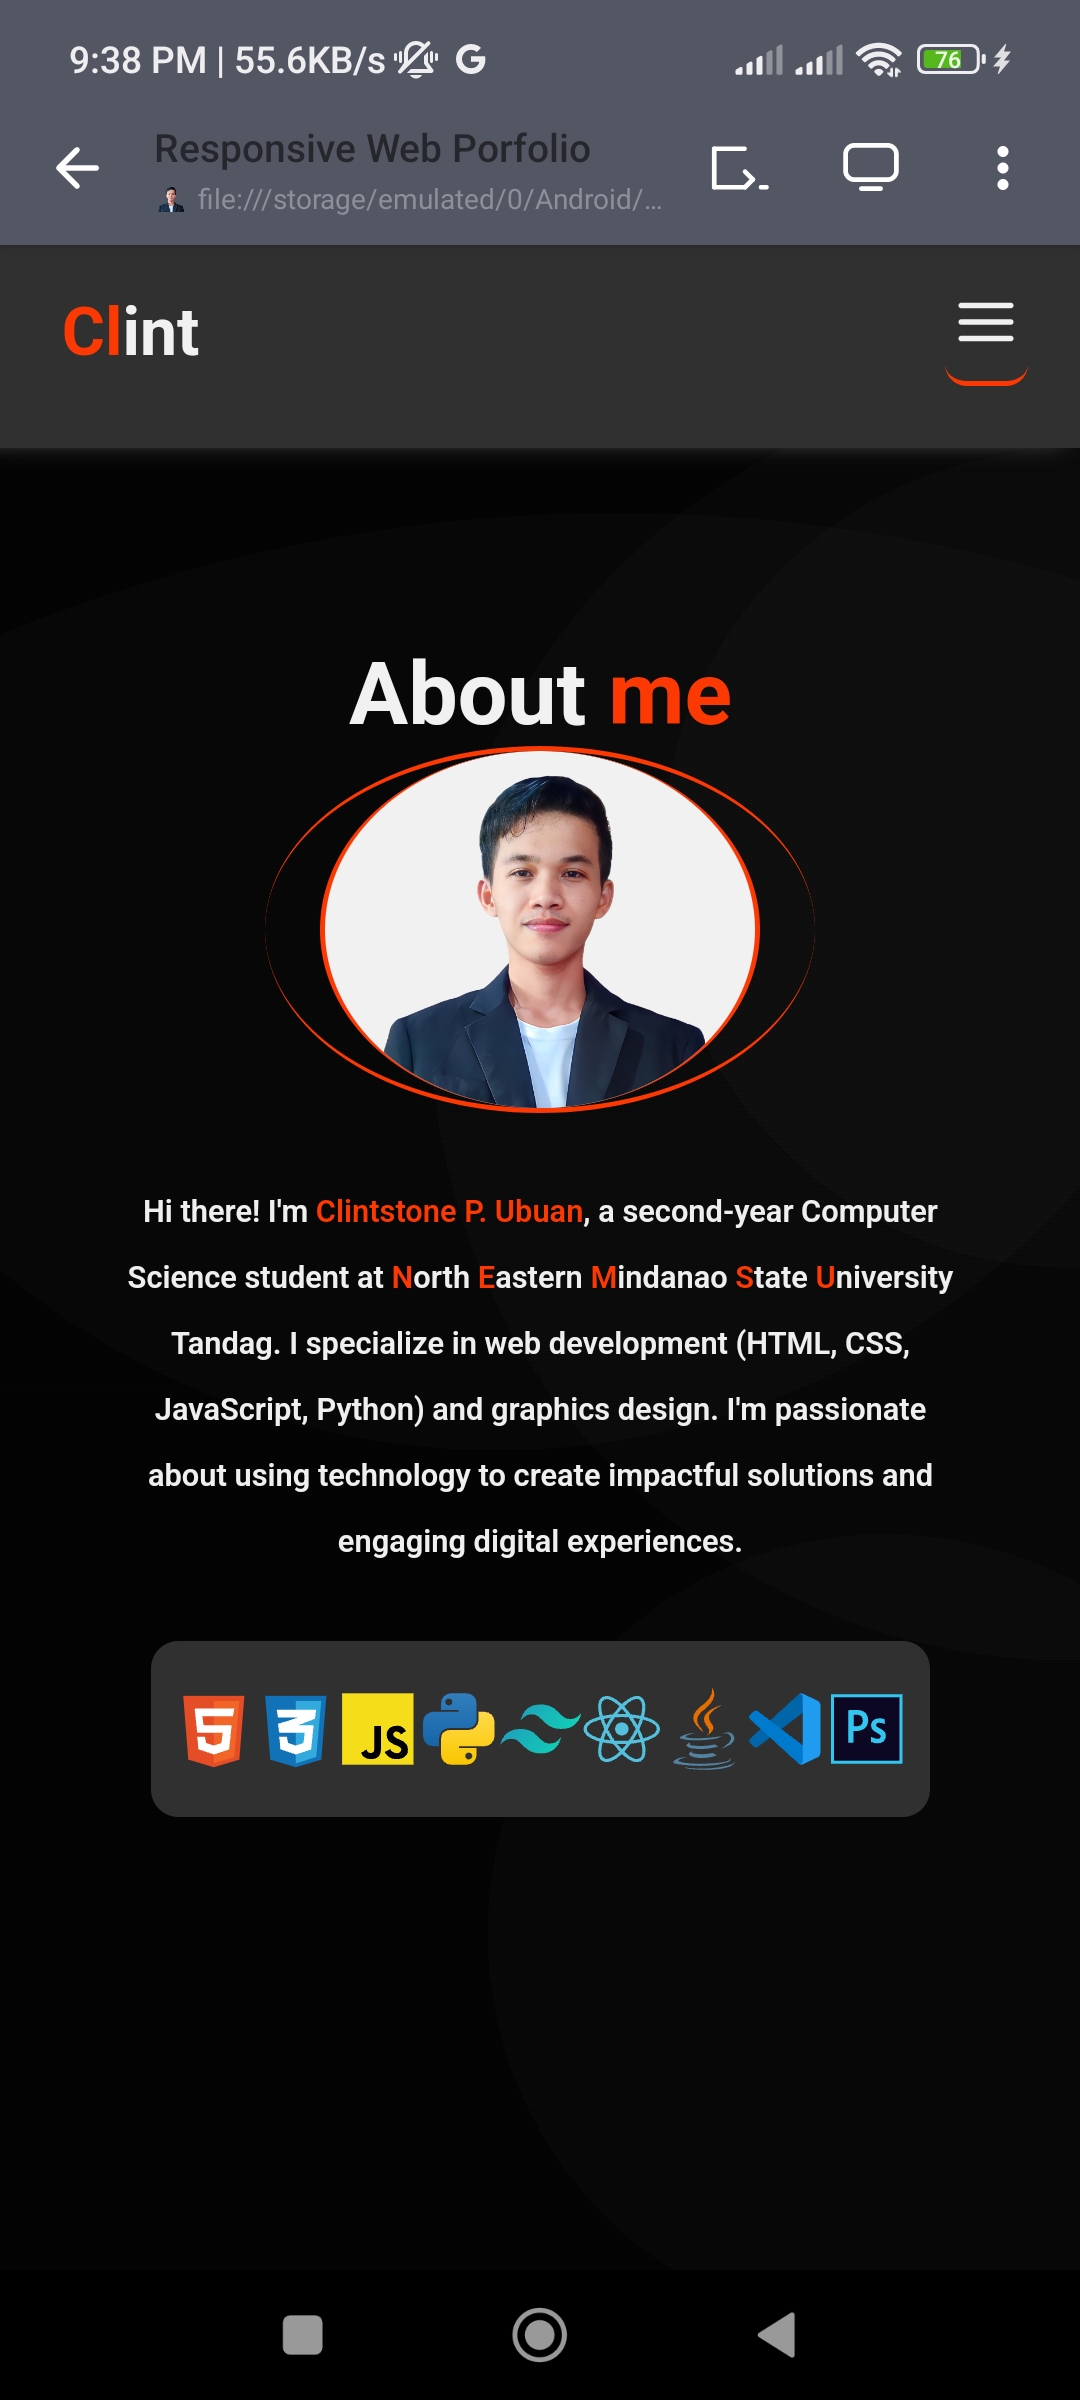 9:38 PM | 55.6KB/s
76
Responsive Web Porfolio
file:///storage/emulated/0/Android/...
Clint
About me
Hi there! I'm Clintstone P. Ubuan, a second-year Computer
Science student at North Eastern Mindanao State University
Tandag. I specialize in web development (HTML, CSS,
JavaScript, Python) and graphics design. I'm passionate
about using technology to create impactful solutions and
engaging digital experiences.
5 3 JS Ps